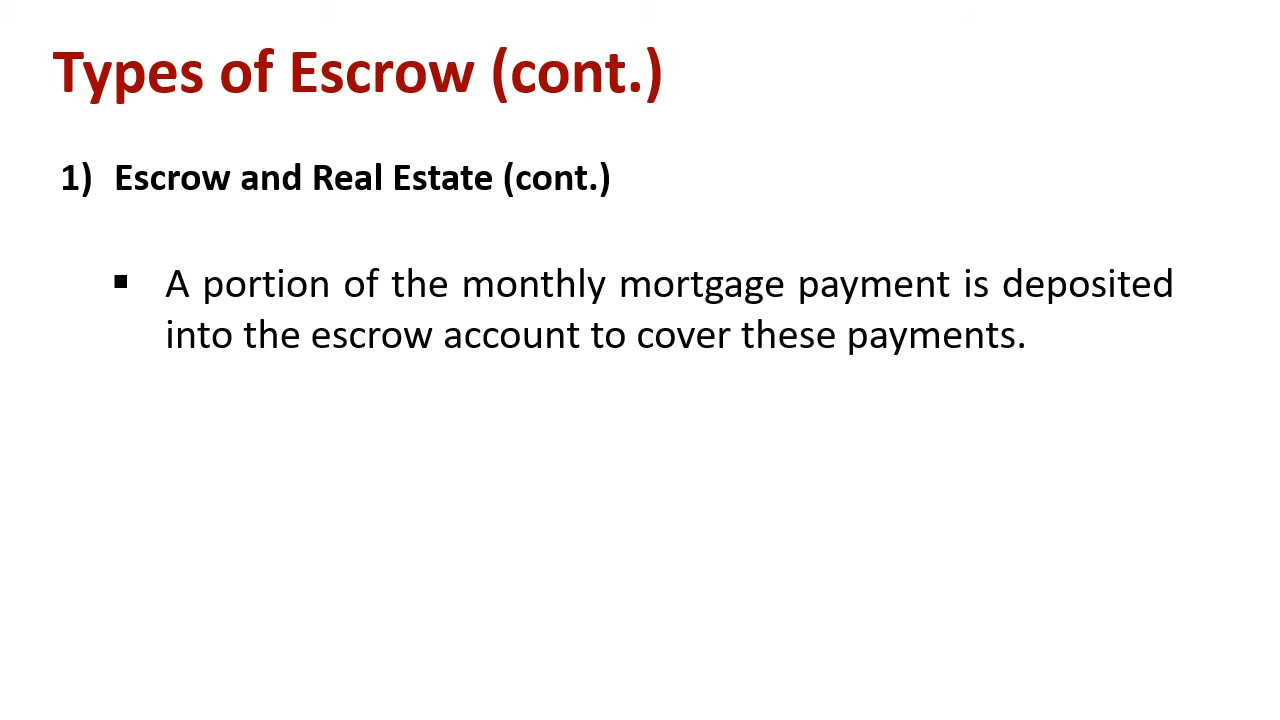 Types of Escrow (cont.)
1) Escrow and Real Estate (cont.)
▪ A portion of the monthly mortgage payment is deposited
into the escrow account to cover these payments.